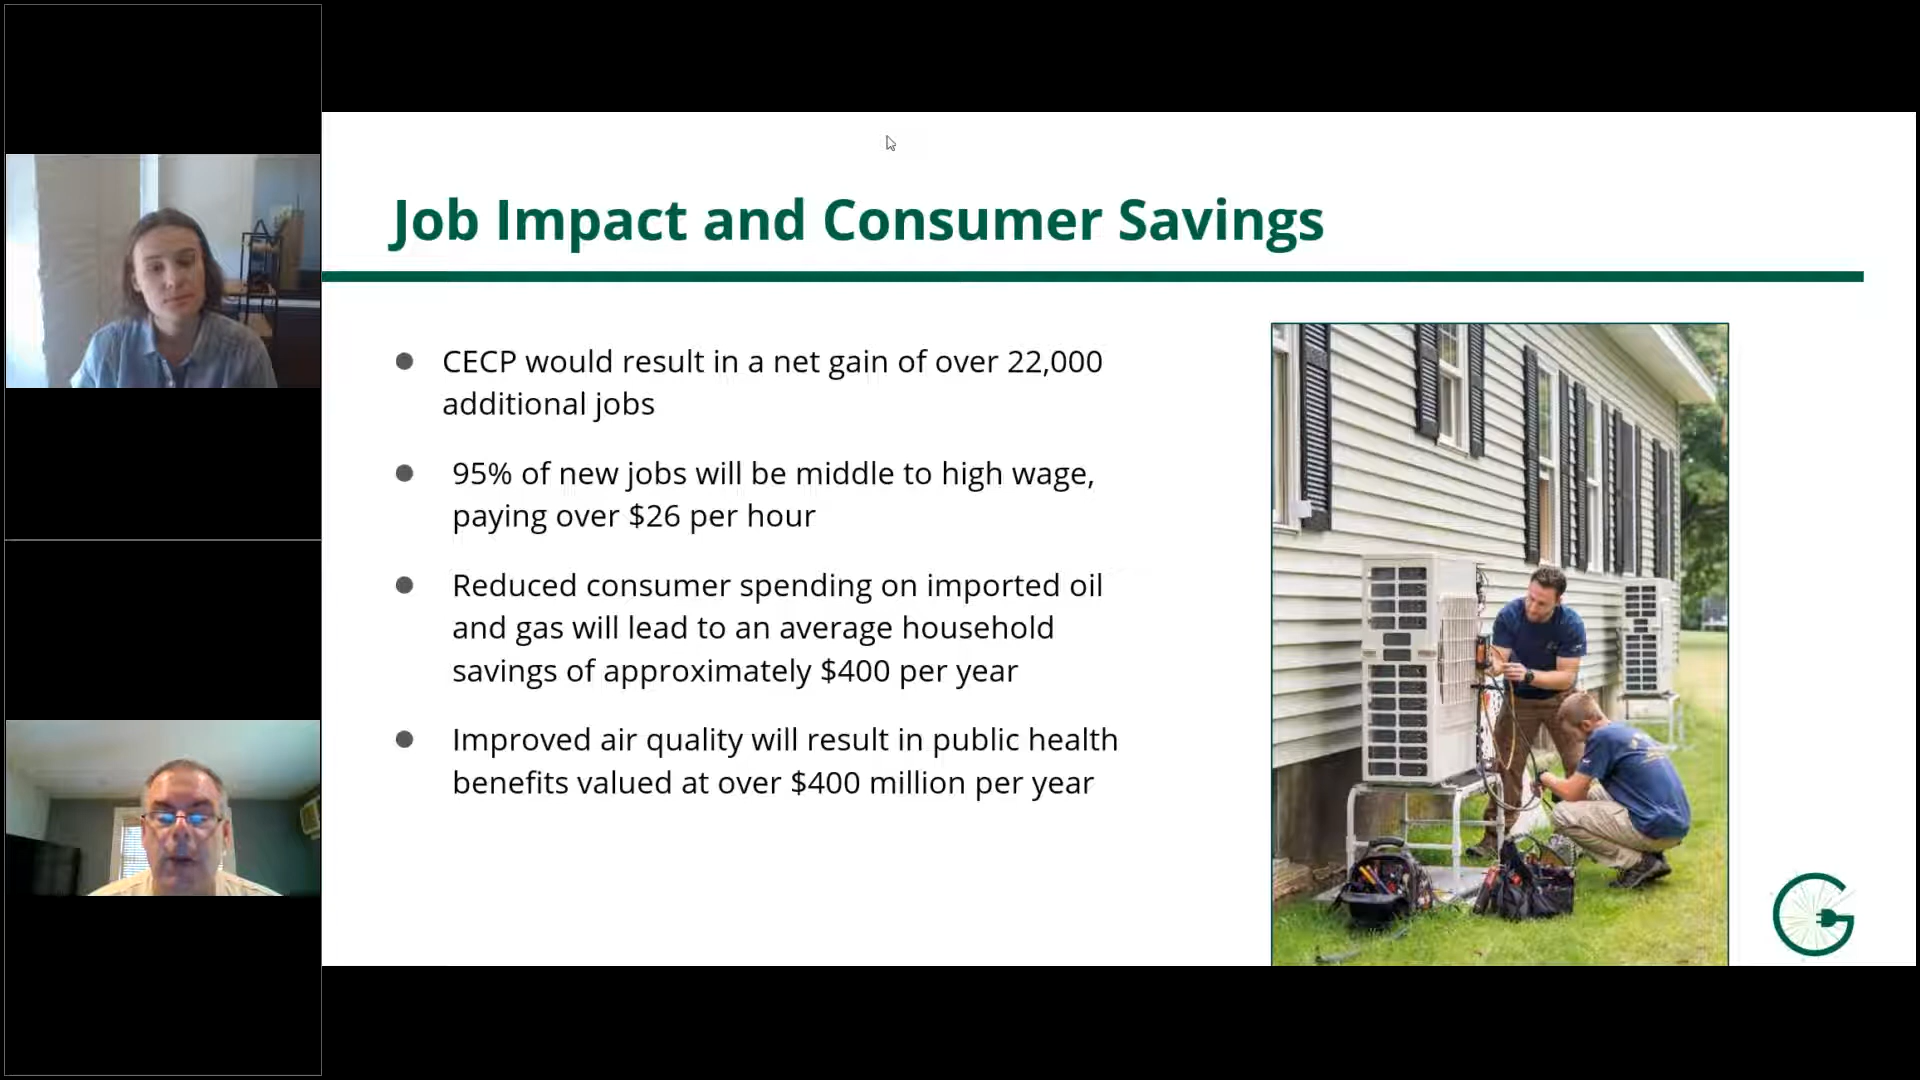 Job Impact and Consumer Savings
CECP would result in a net gain of over 22,000
additional jobs
95% of new jobs will be middle to high wage,
paying over $26 per hour
Reduced consumer spending on imported oil
and gas will lead to an average household
savings of approximately $400 per year
Improved air quality will result in public health
benefits valued at over $400 million per year